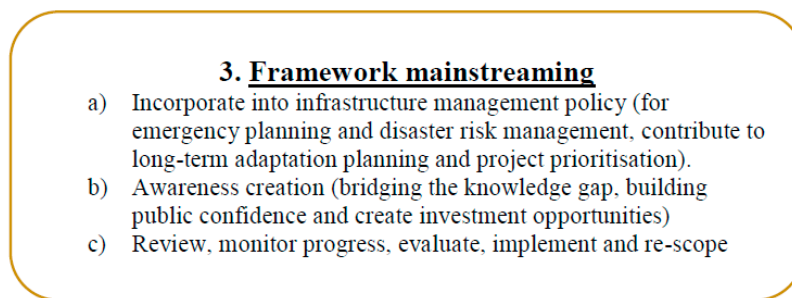 3. Framework mainstreaming
a) Incorporate into infrastructure management policy (for
emergency planning and disaster risk management, contribute to
long-term adaptation planning and project prioritisation).
b) Awareness creation (bridging the knowledge gap, building
public confidence and create investment opportunities)
c) Review, monitor progress, evaluate, implement and re-scope